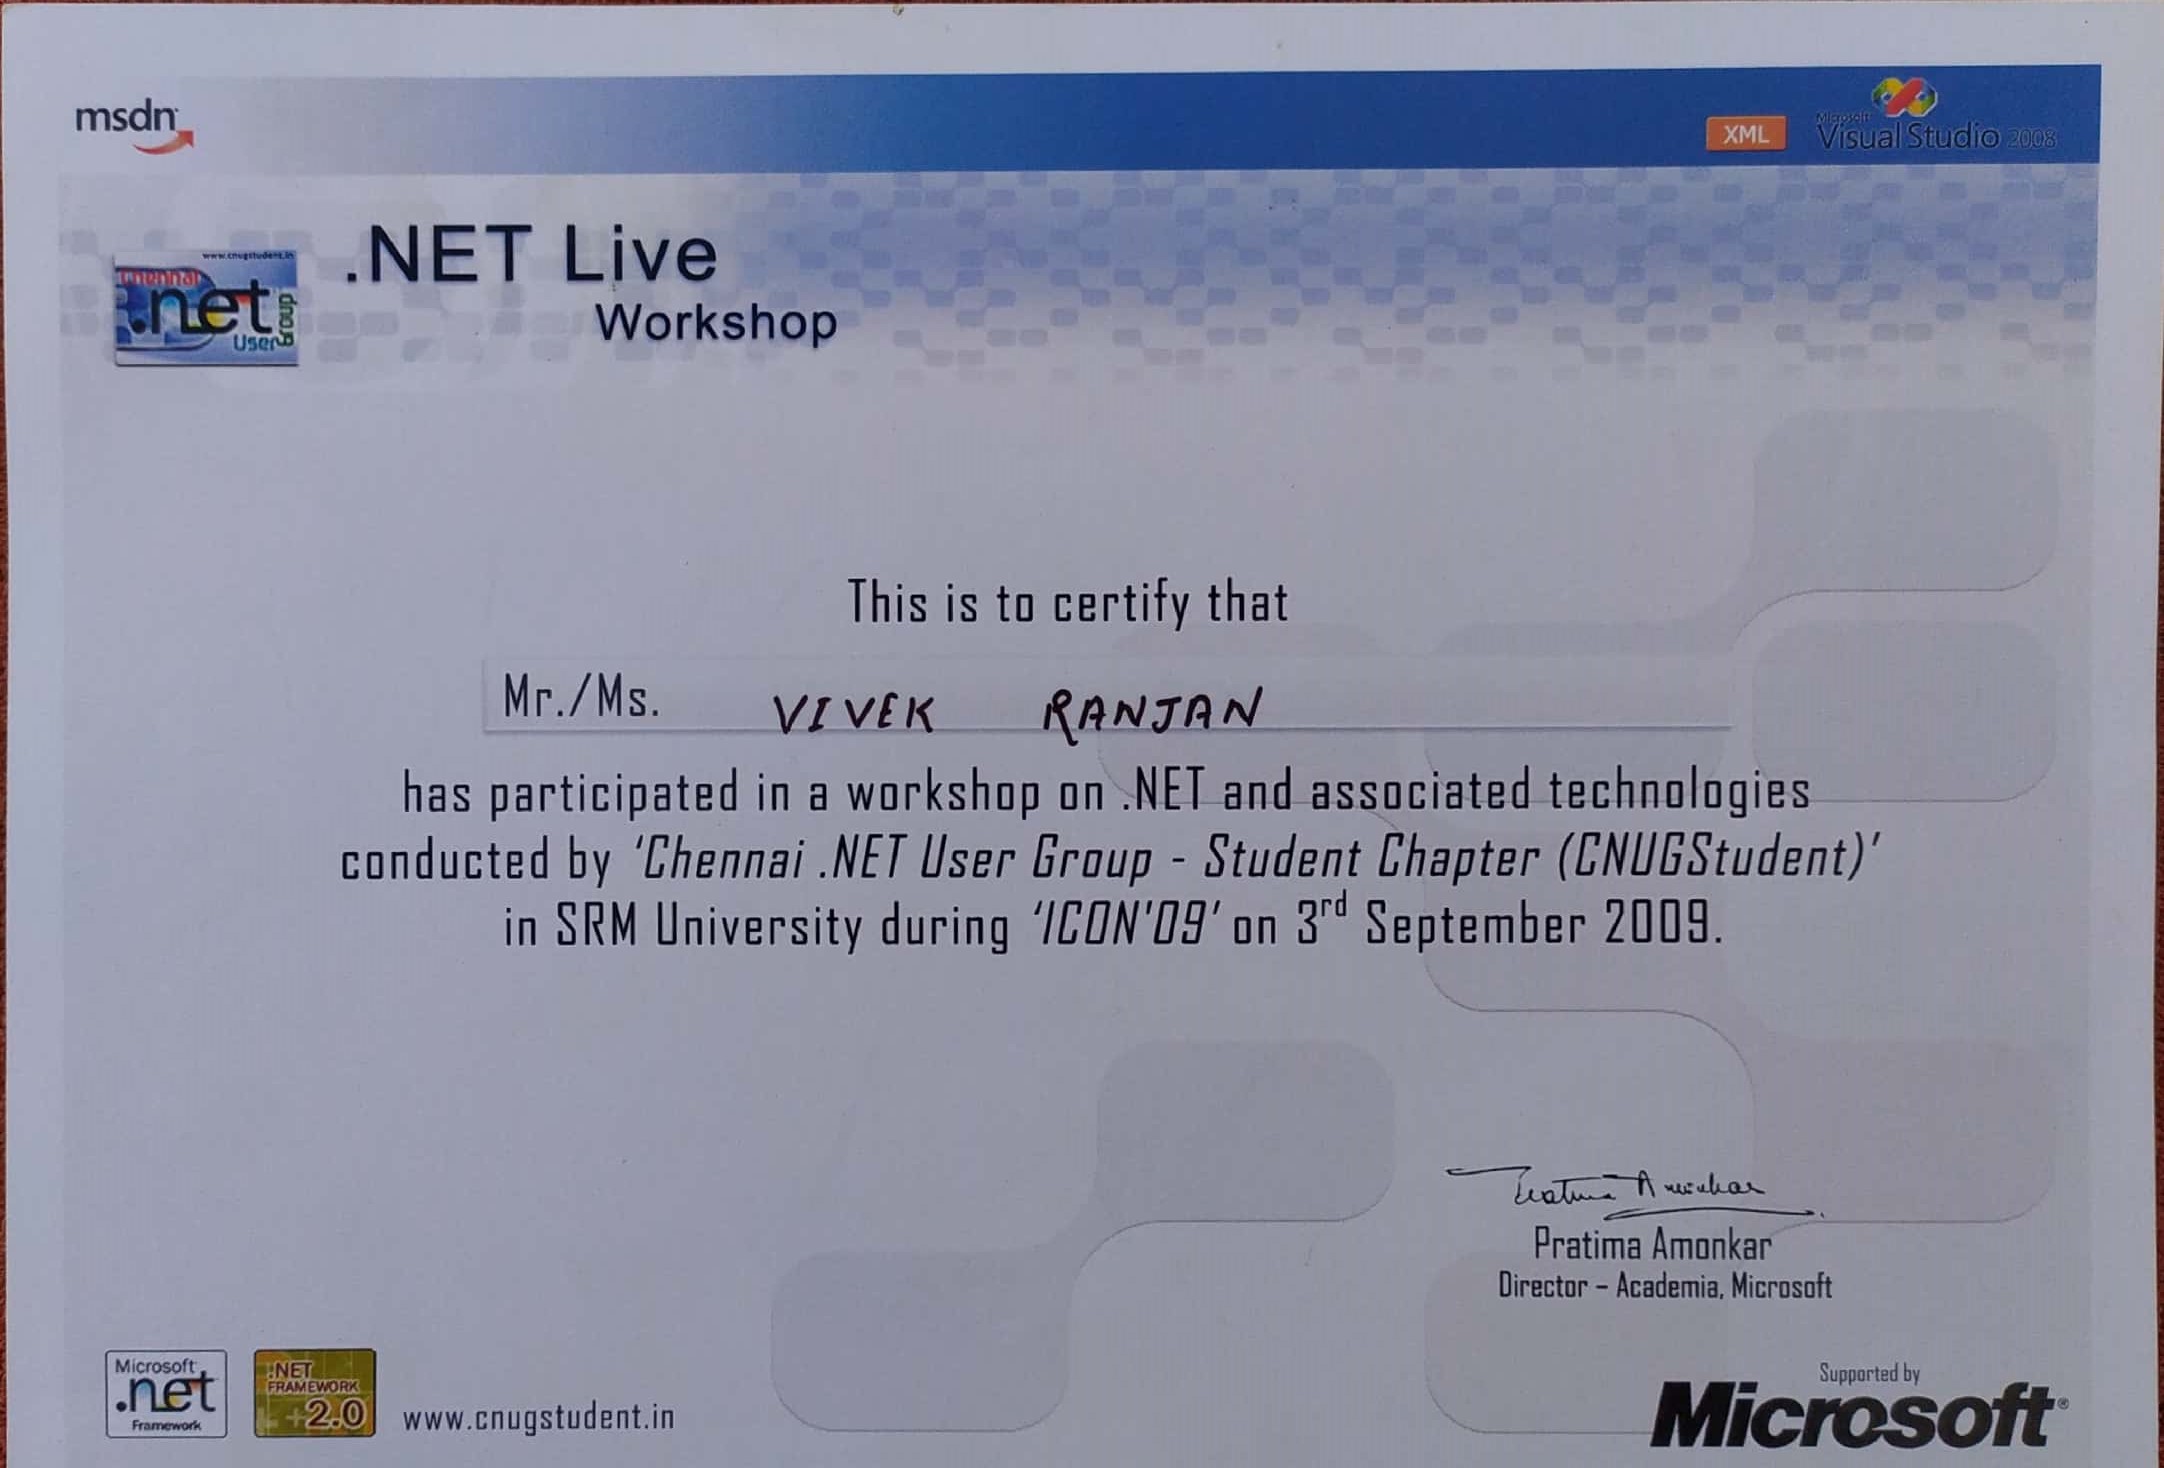 msdn
XML
Microsoft
Visual Studio 2008
www.cnugstudent.in
Chennai
.net
User Group
.NET Live
Workshop
This is to certify that
Mr./Ms. VIVEK RANJAN
has participated in a workshop on .NET and associated technologies
conducted by 'Chennai .NET User Group - Student Chapter (CNUGStudent)'
in SRM University during 'ICON'09' on 3rd September 2009.
Pratima Amonkar
Pratima Amonkar
Director – Academia, Microsoft
Microsoft
.net
Framework
.NET
FRAMEWORK
2.0
www.cnugstudent.in
Supported by
Microsoft®